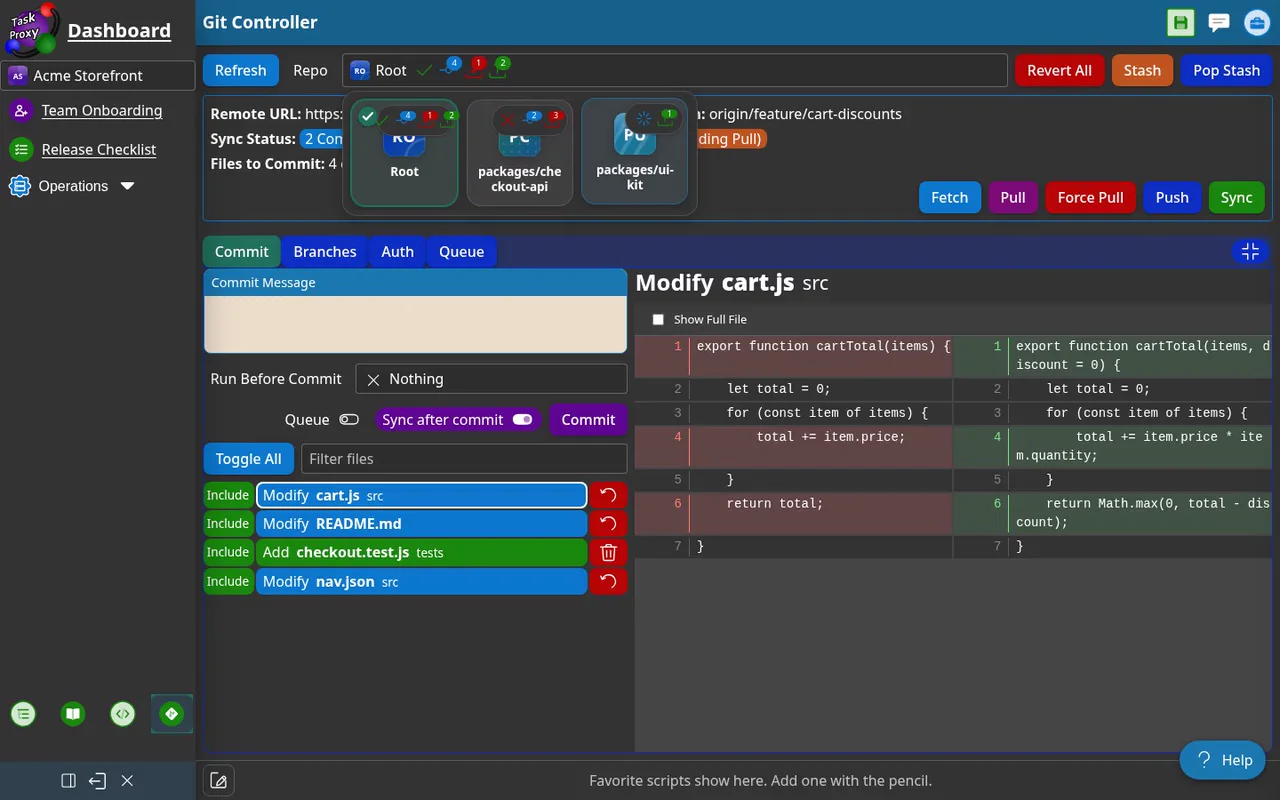 Task
Proxy
Dashboard
AS Acme Storefront
Team Onboarding
Release Checklist
Operations
Git Controller
Refresh
Repo
RO Root 4 1 2
Revert All
Stash
Pop Stash
Remote URL: https:
origin/feature/cart-discounts
Sync Status: 2 Com
ding Pull)
Files to Commit: 4
4 1 2
RO
Root
2 3
PC
packages/che
ckout-api
1
PU
packages/ui-
kit
Fetch
Pull
Force Pull
Push
Sync
Commit
Branches
Auth
Queue
Commit Message
Run Before Commit
Nothing
Queue
Sync after commit
Commit
Toggle All
Filter files
Include Modify cart.js src
Include Modify README.md
Include Add checkout.test.js tests
Include Modify nav.json src
Modify cart.js src
Show Full File
1 export function cartTotal(items) {
2 let total = 0;
3 for (const item of items) {
4 total += item.price;
5 }
6 return total;
7 }
1 export function cartTotal(items, d
iscount = 0) {
2 let total = 0;
3 for (const item of items) {
4 total += item.price * ite
m.quantity;
5 }
6 return Math.max(0, total - dis
count);
7 }
Favorite scripts show here. Add one with the pencil.
? Help